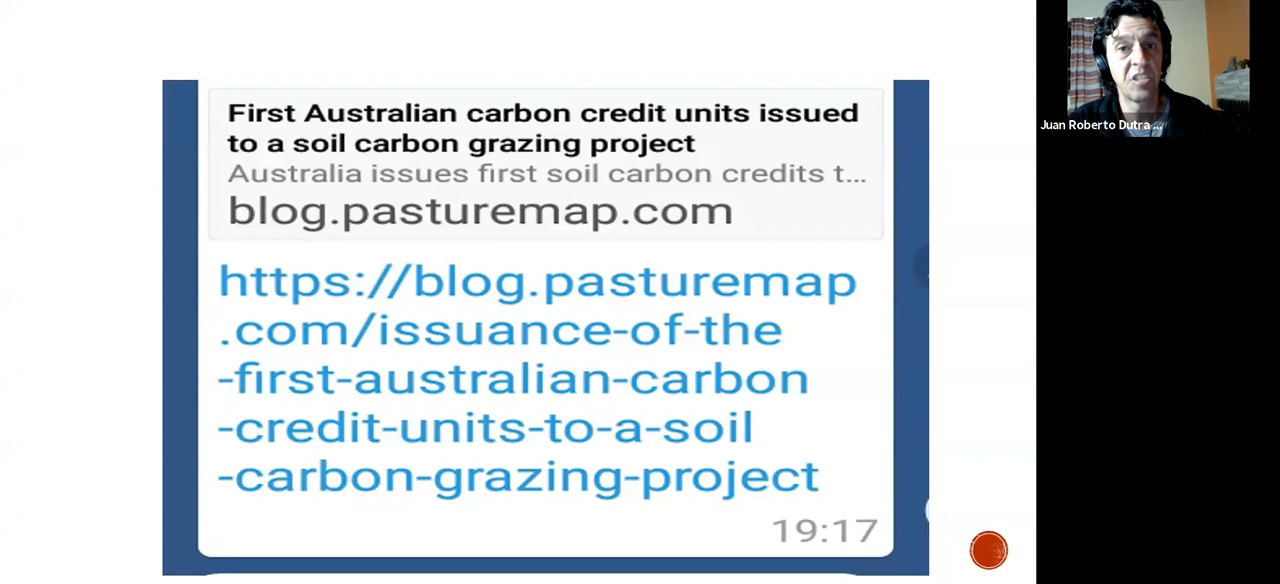 First Australian carbon credit units issued
to a soil carbon grazing project
Australia issues first soil carbon credits t...
blog.pasturemap.com
https://blog.pasturemap
.com/issuance-of-the
-first-australian-carbon
-credit-units-to-a-soil
-carbon-grazing-project
19:17
Juan Roberto Dutra ...